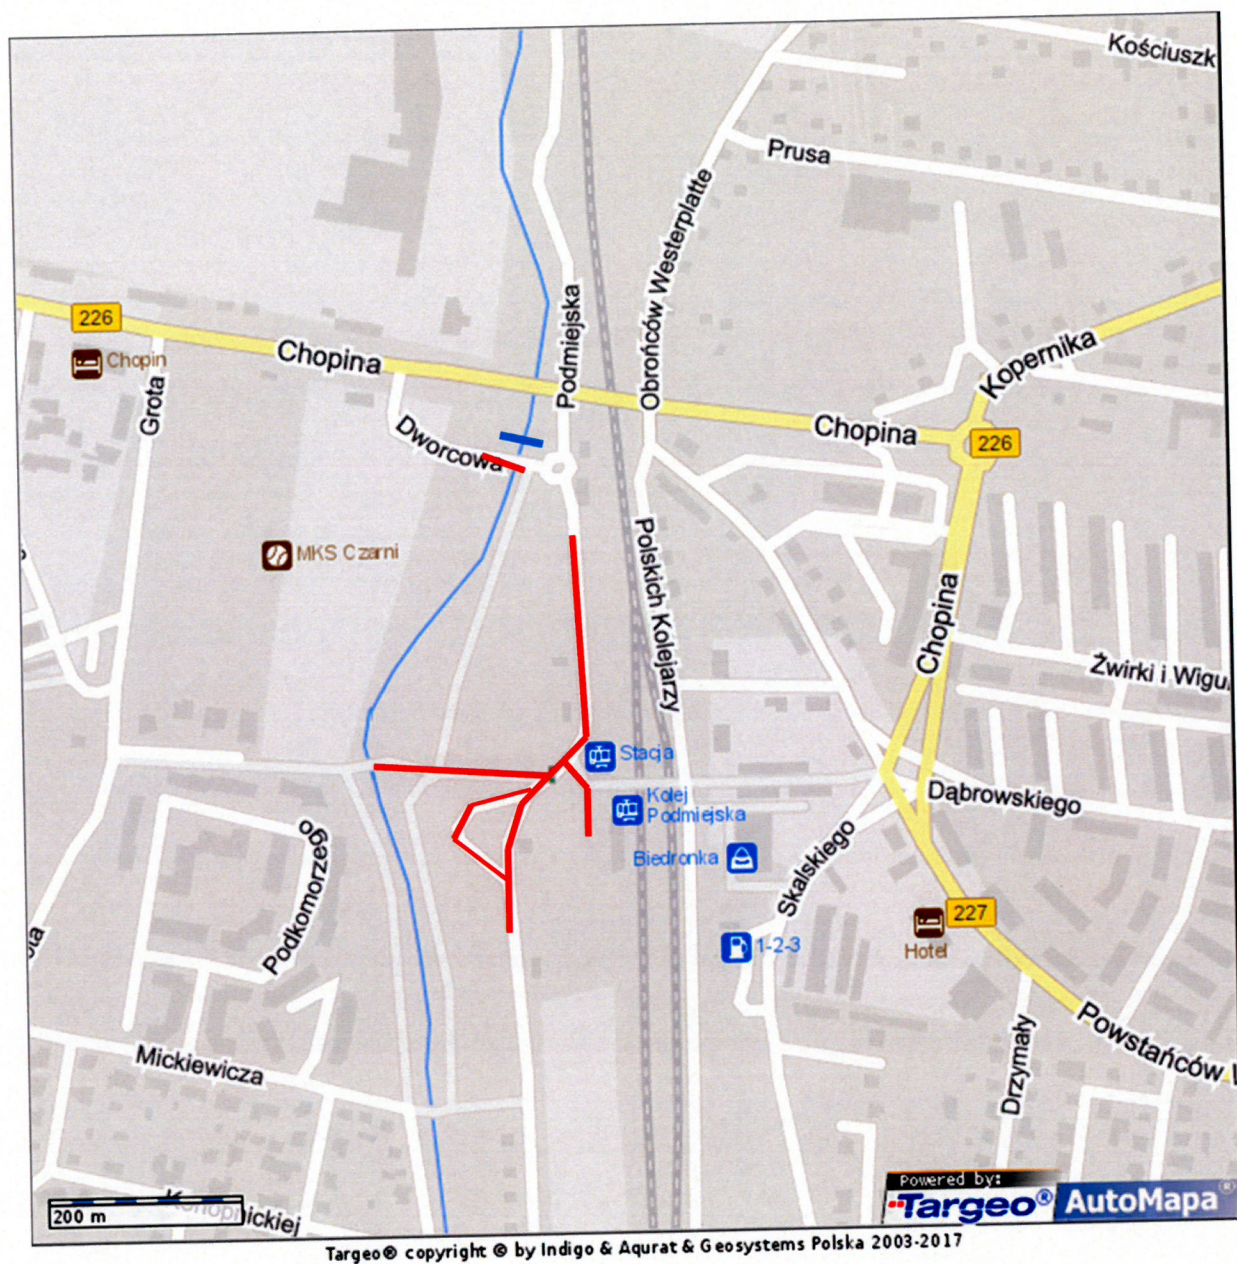 Kościuszk
Prusa
Obrońców Westerplatte
Podmiejska
226
Chopin
Chopina
Grota
Kopernika
Chopina
226
Dworcowa
MKS Czarni
Polskich Kolejarzy
Chopina
Żwirki i Wigu
Stacja
Kolej
Podmiejska
Dąbrowskiego
Biedronka
Skalskiego
Podkomorzego
ota
227
Hotel
1-2-3
Powstańców W
Drzymały
Mickiewicza
Konopnickiej
200 m
Powered by:
Targeo® AutoMapa®
Targeo® copyright © by Indigo & Aqurat & Geosystems Polska 2003-2017